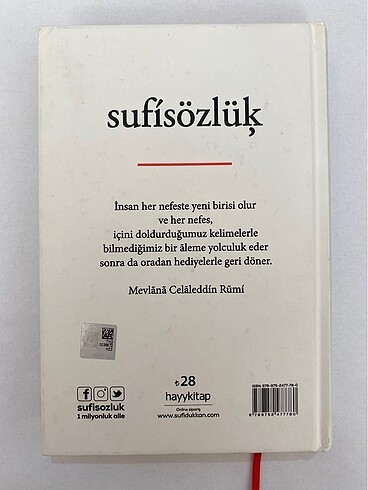 sufísözlüķ
İnsan her nefeste yeni birisi olur
ve her nefes,
içini doldurduğumuz kelimelerle
bilmediğimiz bir âleme yolculuk eder
sonra da oradan hediyelerle geri döner.
Mevlânâ Celâleddîn Rûmî
sufisozluk
1 milyonluk aile
₺28
hayykitap
Online sipariş
www.sufidukkan.com